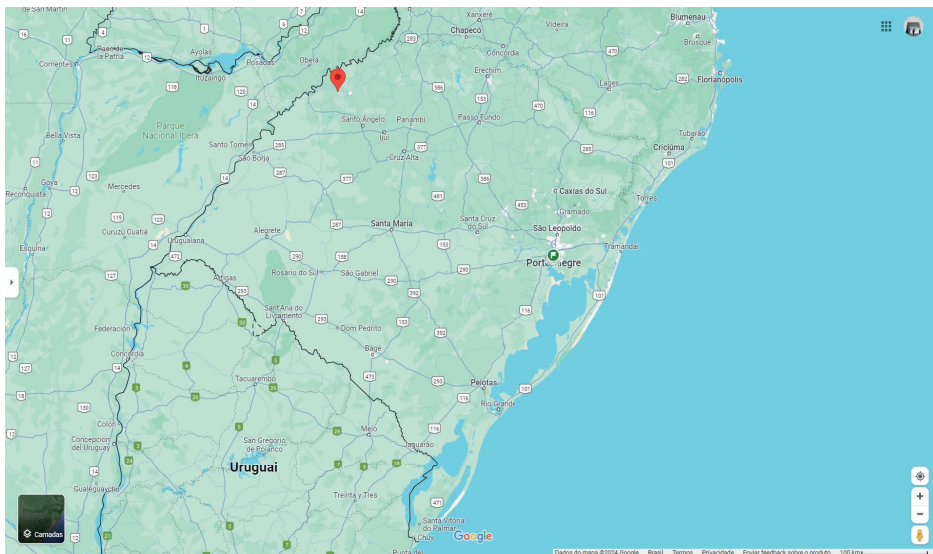 de San Martín
Xanxerê
Videira
Blumenau
Chapecó
Brusque
Corrientes
Ayolas
Posadas
Oberá
Concórdia
Ituzaingó
Erechim
Lages
Florianópolis
Parque
Nacional Iberá
Santo Ângelo
Panambi
Passo Fundo
Ijuí
Bella Vista
Santo Tomé
Tubarão
Criciúma
São Borja
Cruz Alta
Goya
Reconquista
Mercedes
Caxias do Sul
Gramado
Torres
Curuzú Cuatiá
Alegrete
Santa Maria
Santa Cruz
do Sul
São Leopoldo
Esquina
Uruguaiana
Tramandaí
Rosario do Sul
São Gabriel
Artigas
Sant'Ana do
Livramento
Federación
Dom Pedrito
Concordia
Bagé
Tacuarembó
Pelotas
Rio Grande
Colón
Concepción
del Uruguay
San Gregorio
de Polanco
Melo
Jaguarão
Uruguai
Gualeguaychú
Treinta y Tres
Camadas
Santa Vitória
do Palmar
Chuy
Google
Dados do mapa ©2024 Google
Brasil
Termos
Privacidade
Enviar feedback sobre o produto
100 km